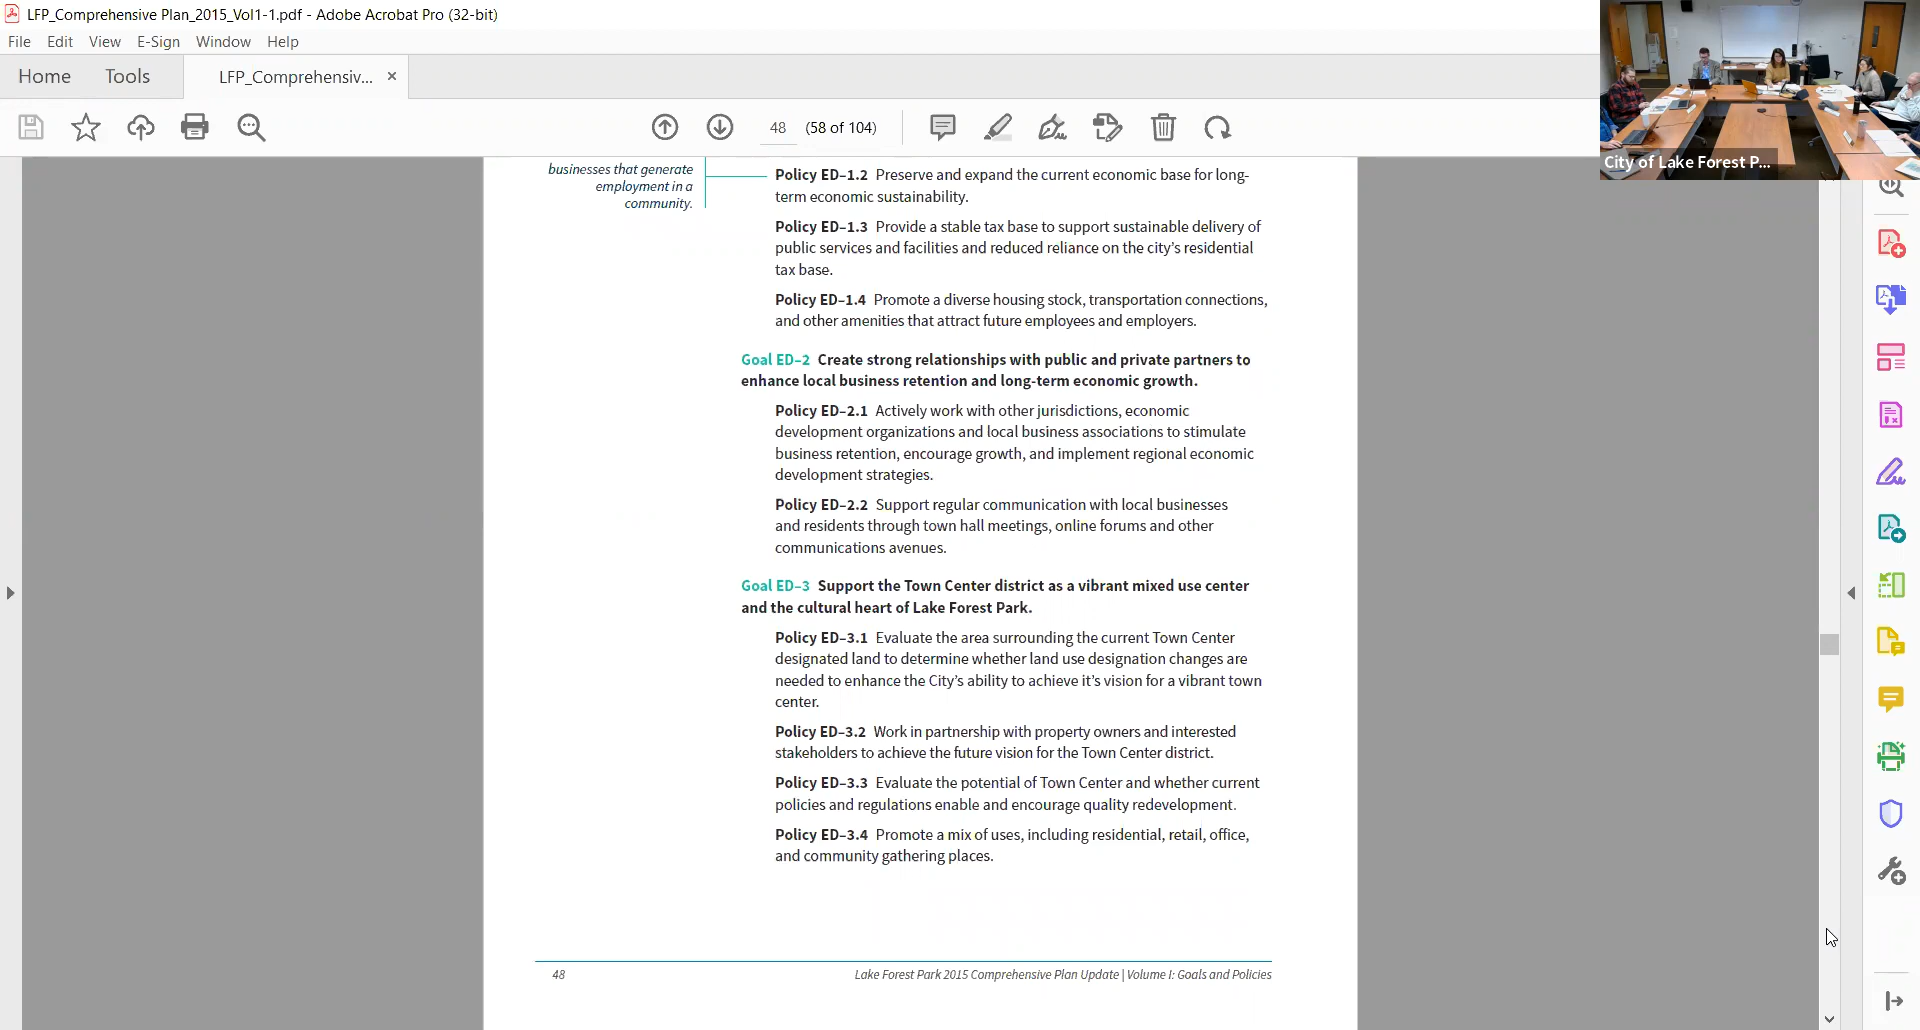 LFP_Comprehensive Plan_2015_Vol1-1.pdf - Adobe Acrobat Pro (32-bit)
File Edit View E-Sign Window Help
Home Tools LFP_Comprehensiv... ×
48 (58 of 104)
City of Lake Forest P...
businesses that generate
employment in a
community.
Policy ED–1.2 Preserve and expand the current economic base for long-
term economic sustainability.
Policy ED–1.3 Provide a stable tax base to support sustainable delivery of
public services and facilities and reduced reliance on the city's residential
tax base.
Policy ED–1.4 Promote a diverse housing stock, transportation connections,
and other amenities that attract future employees and employers.
Goal ED–2 Create strong relationships with public and private partners to
enhance local business retention and long-term economic growth.
Policy ED–2.1 Actively work with other jurisdictions, economic
development organizations and local business associations to stimulate
business retention, encourage growth, and implement regional economic
development strategies.
Policy ED–2.2 Support regular communication with local businesses
and residents through town hall meetings, online forums and other
communications avenues.
Goal ED–3 Support the Town Center district as a vibrant mixed use center
and the cultural heart of Lake Forest Park.
Policy ED–3.1 Evaluate the area surrounding the current Town Center
designated land to determine whether land use designation changes are
needed to enhance the City's ability to achieve it's vision for a vibrant town
center.
Policy ED–3.2 Work in partnership with property owners and interested
stakeholders to achieve the future vision for the Town Center district.
Policy ED–3.3 Evaluate the potential of Town Center and whether current
policies and regulations enable and encourage quality redevelopment.
Policy ED–3.4 Promote a mix of uses, including residential, retail, office,
and community gathering places.
48 Lake Forest Park 2015 Comprehensive Plan Update | Volume I: Goals and Policies